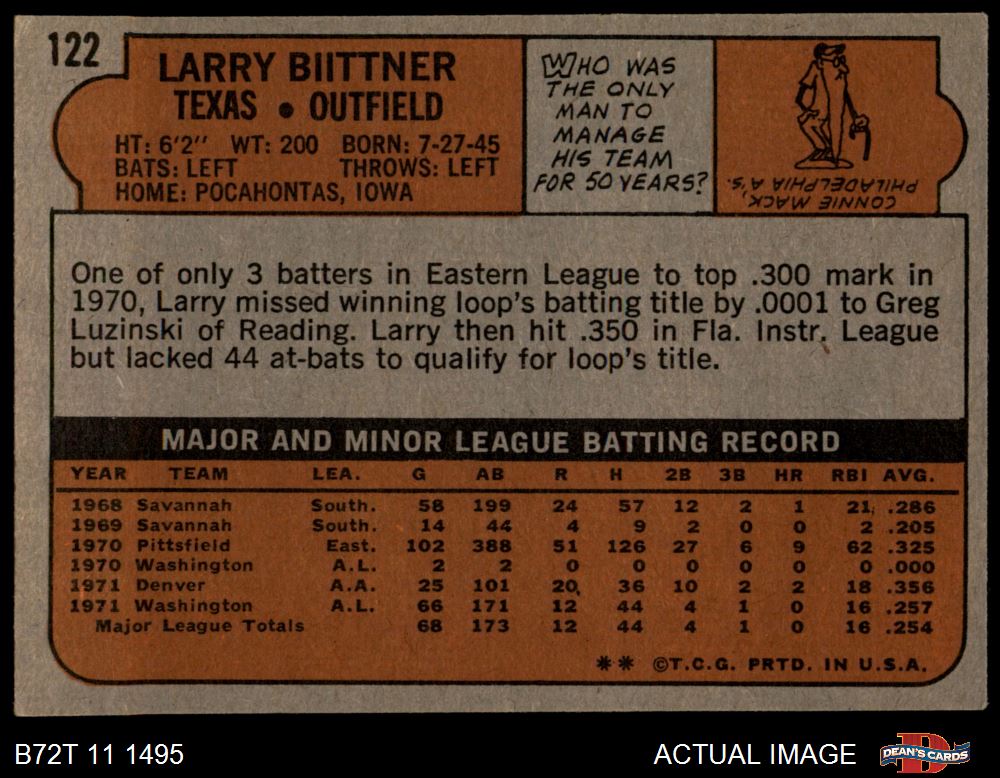 122
LARRY BIITTNER
TEXAS • OUTFIELD
HT: 6'2" WT: 200 BORN: 7-27-45
BATS: LEFT THROWS: LEFT
HOME: POCAHONTAS, IOWA
WHO WAS
THE ONLY
MAN TO
MANAGE
HIS TEAM
FOR 50 YEARS?
CONNIE MACK,
PHILADELPHIA A'S.
One of only 3 batters in Eastern League to top .300 mark in
1970, Larry missed winning loop's batting title by .0001 to Greg
Luzinski of Reading. Larry then hit .350 in Fla. Instr. League
but lacked 44 at-bats to qualify for loop's title.
MAJOR AND MINOR LEAGUE BATTING RECORD
YEAR TEAM LEA. G AB R H 2B 3B HR RBI AVG.
1968 Savannah South. 58 199 24 57 12 2 1 21 .286
1969 Savannah South. 14 44 4 9 2 0 0 2 .205
1970 Pittsfield East. 102 388 51 126 27 6 9 62 .325
1970 Washington A.L. 2 2 0 0 0 0 0 0 .000
1971 Denver A.A. 25 101 20 36 10 2 2 18 .356
1971 Washington A.L. 66 171 12 44 4 1 0 16 .257
Major League Totals 68 173 12 44 4 1 0 16 .254
** ©T.C.G. PRTD. IN U.S.A.
B72T 11 1495
ACTUAL IMAGE
D
DEAN'S CARDS